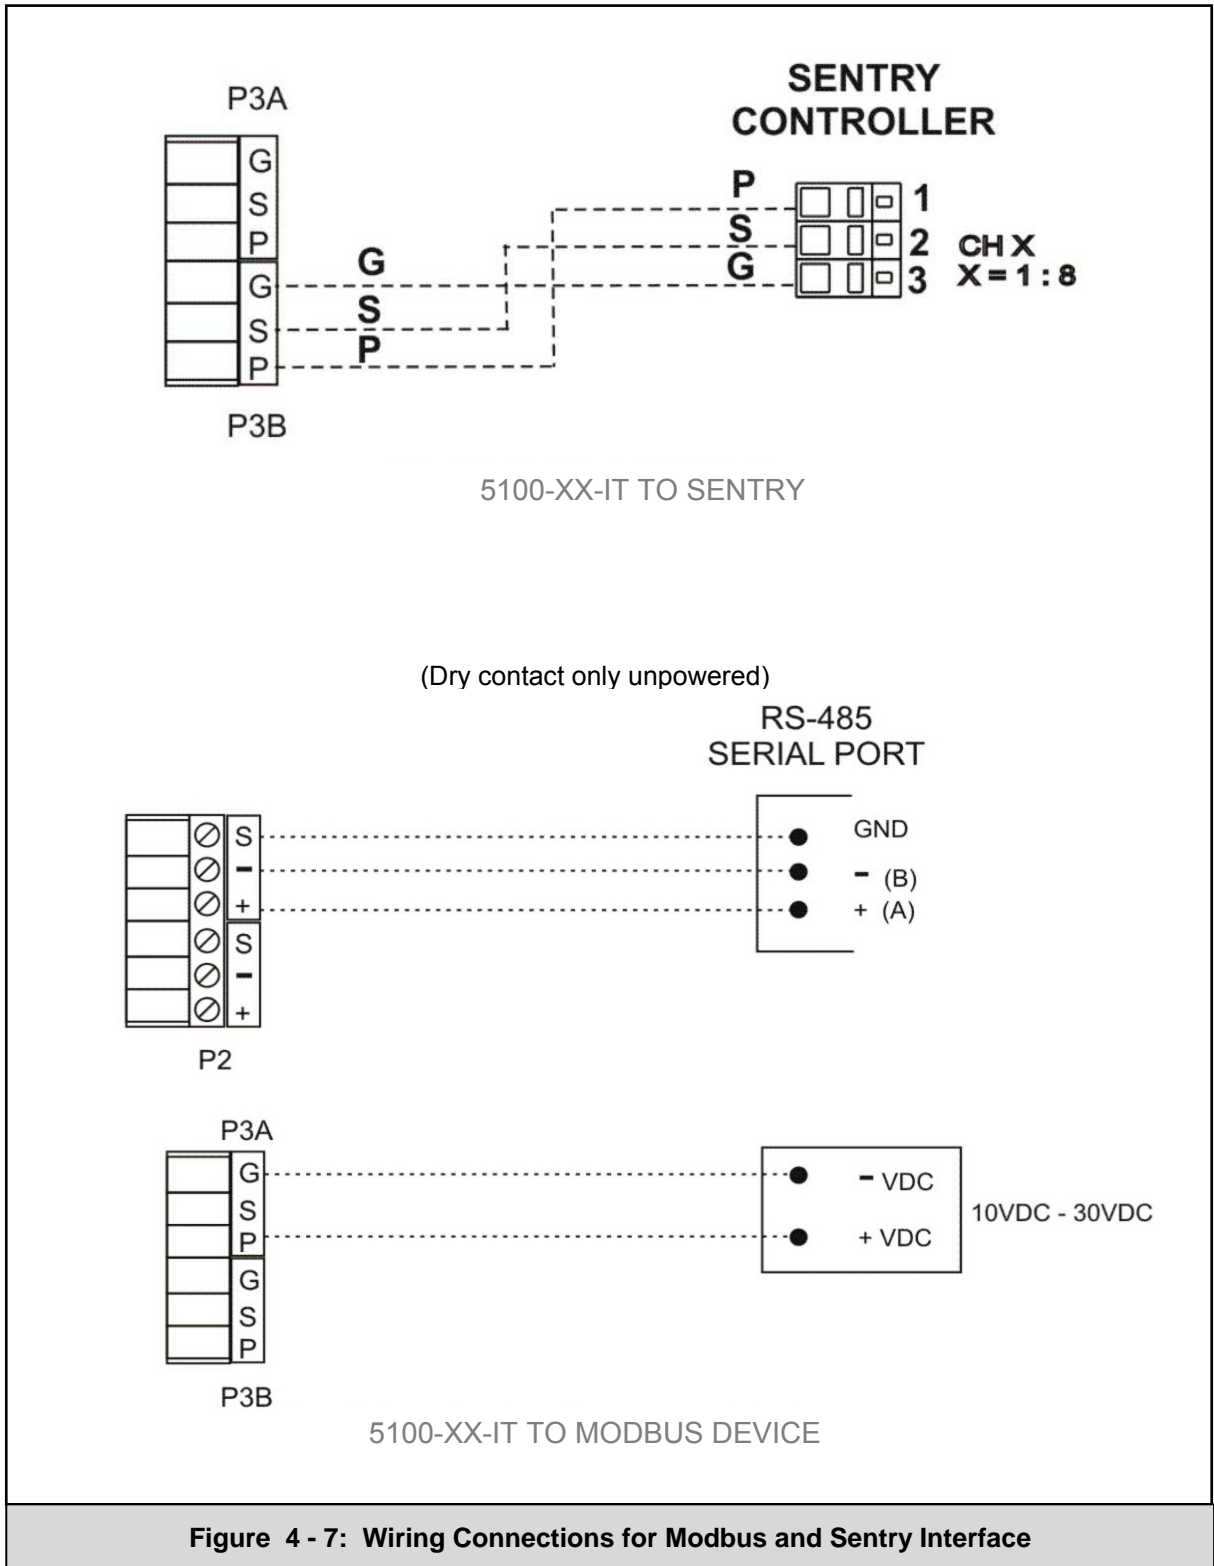 SENTRY
CONTROLLER
P3A
G
S
P
G
S
P
P3B
G
S
P
P
S
G
1
2
3
CH X
X = 1 : 8
5100-XX-IT TO SENTRY
(Dry contact only unpowered)
RS-485
SERIAL PORT
S
-
+
S
-
+
P2
GND
- (B)
+ (A)
P3A
G
S
P
G
S
P
P3B
- VDC
+ VDC
10VDC - 30VDC
5100-XX-IT TO MODBUS DEVICE
Figure 4 - 7: Wiring Connections for Modbus and Sentry Interface